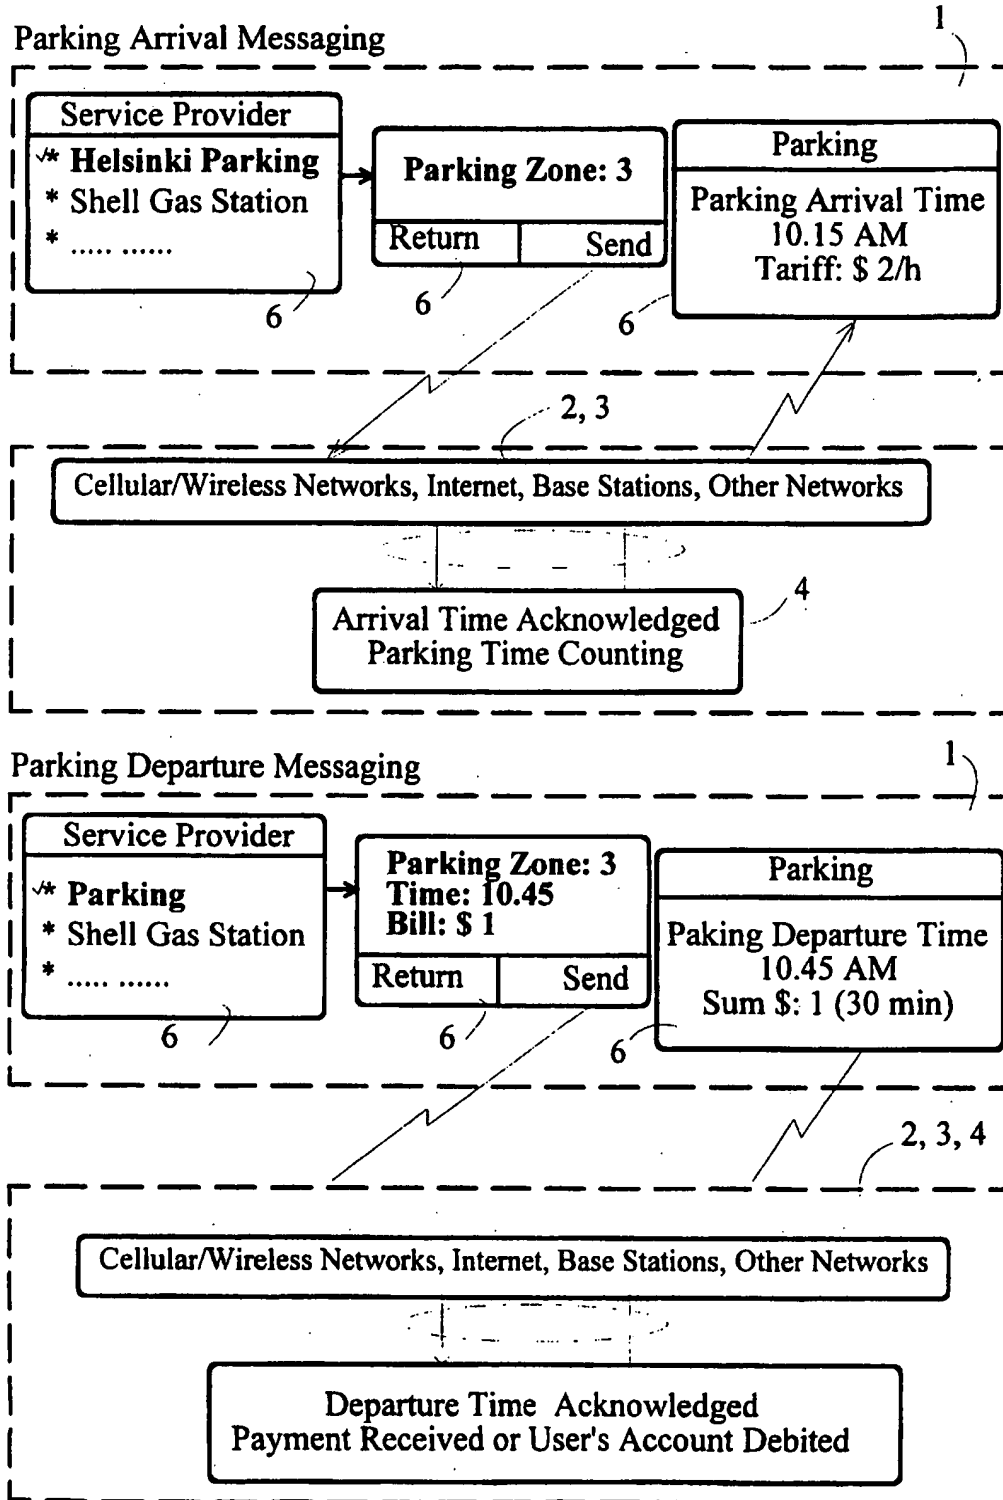 Parking Arrival Messaging
1
Service Provider
√* Helsinki Parking
* Shell Gas Station
* ..... ......
6
Parking Zone: 3
Return
Send
6
Parking
Parking Arrival Time
10.15 AM
Tariff: $ 2/h
6
2, 3
Cellular/Wireless Networks, Internet, Base Stations, Other Networks
4
Arrival Time Acknowledged
Parking Time Counting
Parking Departure Messaging
1
Service Provider
√* Parking
* Shell Gas Station
* ..... ......
6
Parking Zone: 3
Time: 10.45
Bill: $ 1
Return
Send
6
Parking
Paking Departure Time
10.45 AM
Sum $: 1 (30 min)
6
2, 3, 4
Cellular/Wireless Networks, Internet, Base Stations, Other Networks
Departure Time Acknowledged
Payment Received or User's Account Debited